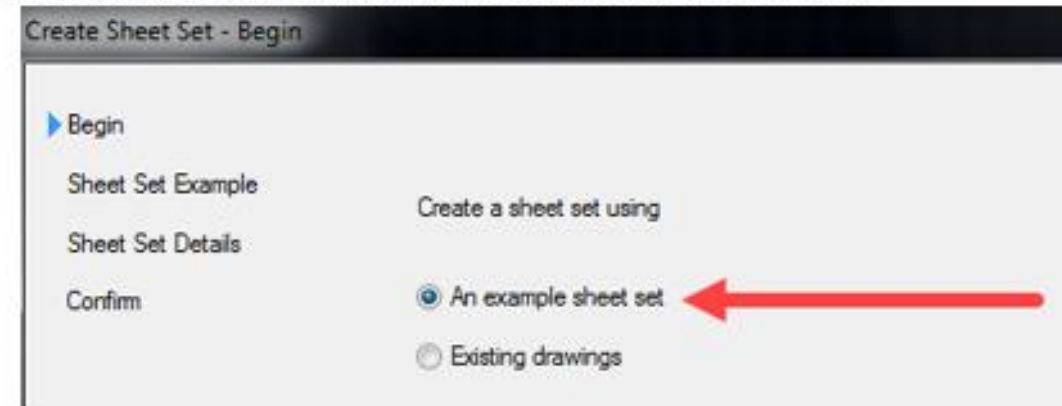 Create Sheet Set - Begin
Begin
Sheet Set Example
Sheet Set Details
Confirm
Create a sheet set using
An example sheet set
Existing drawings